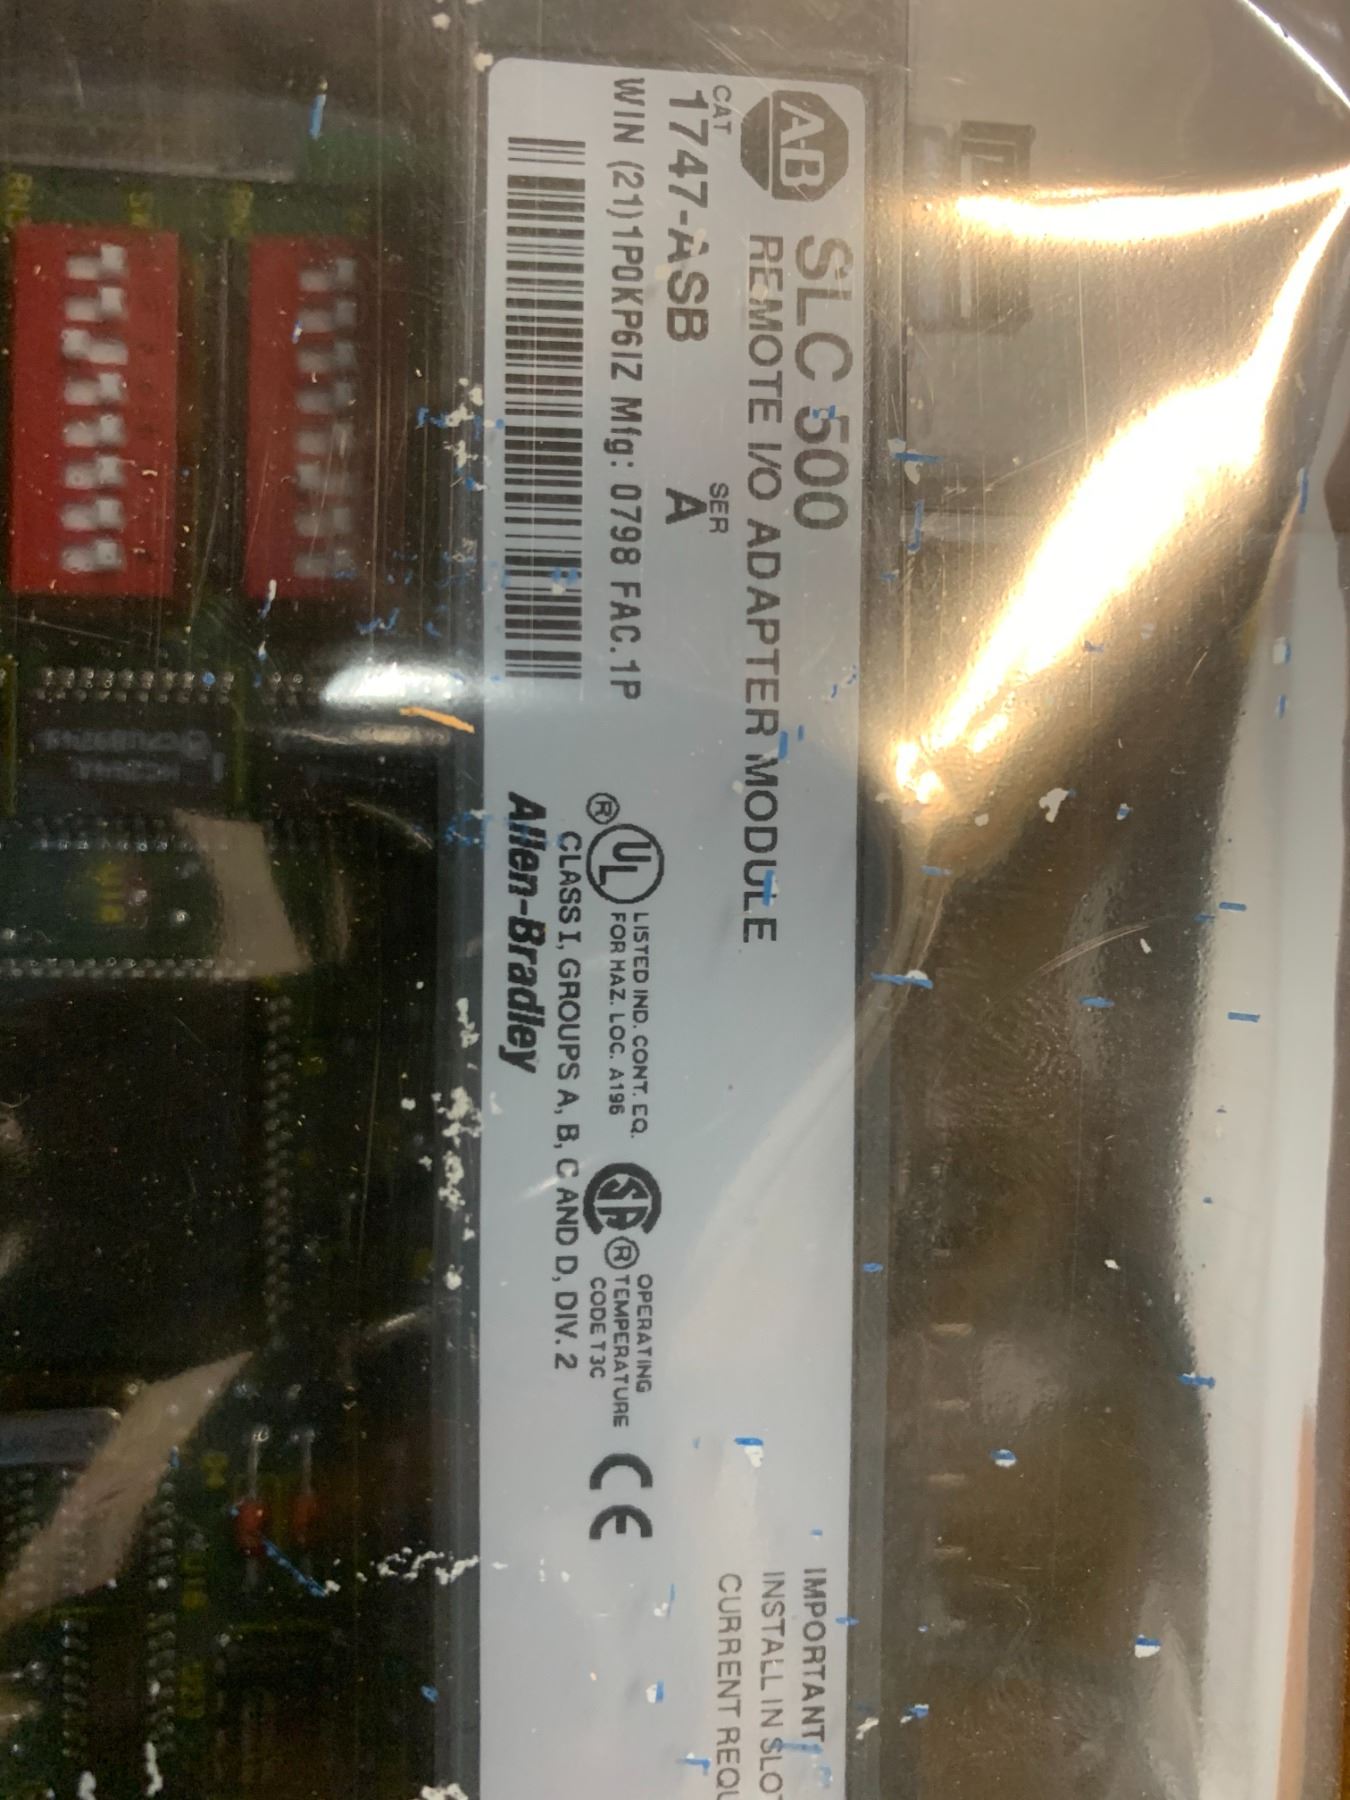 AB SLC 500
REMOTE I/O ADAPTER MODULE
CAT SER
1747-ASB A
WIN (21)1P0KP6IZ Mfg: 0798 FAC.1P
UL ® LISTED IND. CONT. EQ.
FOR HAZ. LOC. A196
SA ® OPERATING
TEMPERATURE
CODE T3C
CE
CLASS I, GROUPS A, B, C AND D, DIV. 2
Allen-Bradley
IMPORTANT:
INSTALL IN SLOT
CURRENT REQU